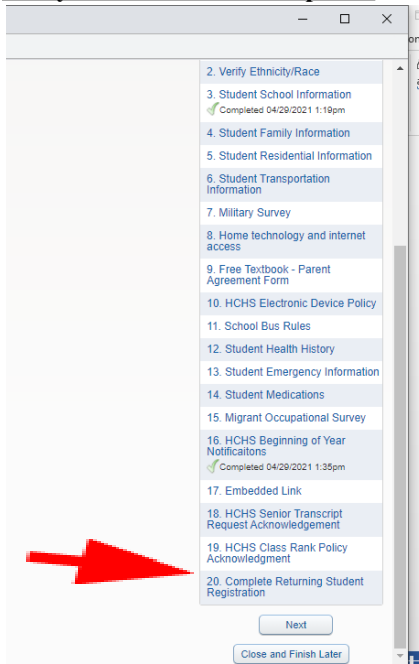 2. Verify Ethnicity/Race
3. Student School Information
Completed 04/29/2021 1:19pm
4. Student Family Information
5. Student Residential Information
6. Student Transportation
Information
7. Military Survey
8. Home technology and internet
access
9. Free Textbook - Parent
Agreement Form
10. HCHS Electronic Device Policy
11. School Bus Rules
12. Student Health History
13. Student Emergency Information
14. Student Medications
15. Migrant Occupational Survey
16. HCHS Beginning of Year
Notificaitons
Completed 04/29/2021 1:35pm
17. Embedded Link
18. HCHS Senior Transcript
Request Acknowledgement
19. HCHS Class Rank Policy
Acknowledgment
20. Complete Returning Student
Registration
Next
Close and Finish Later